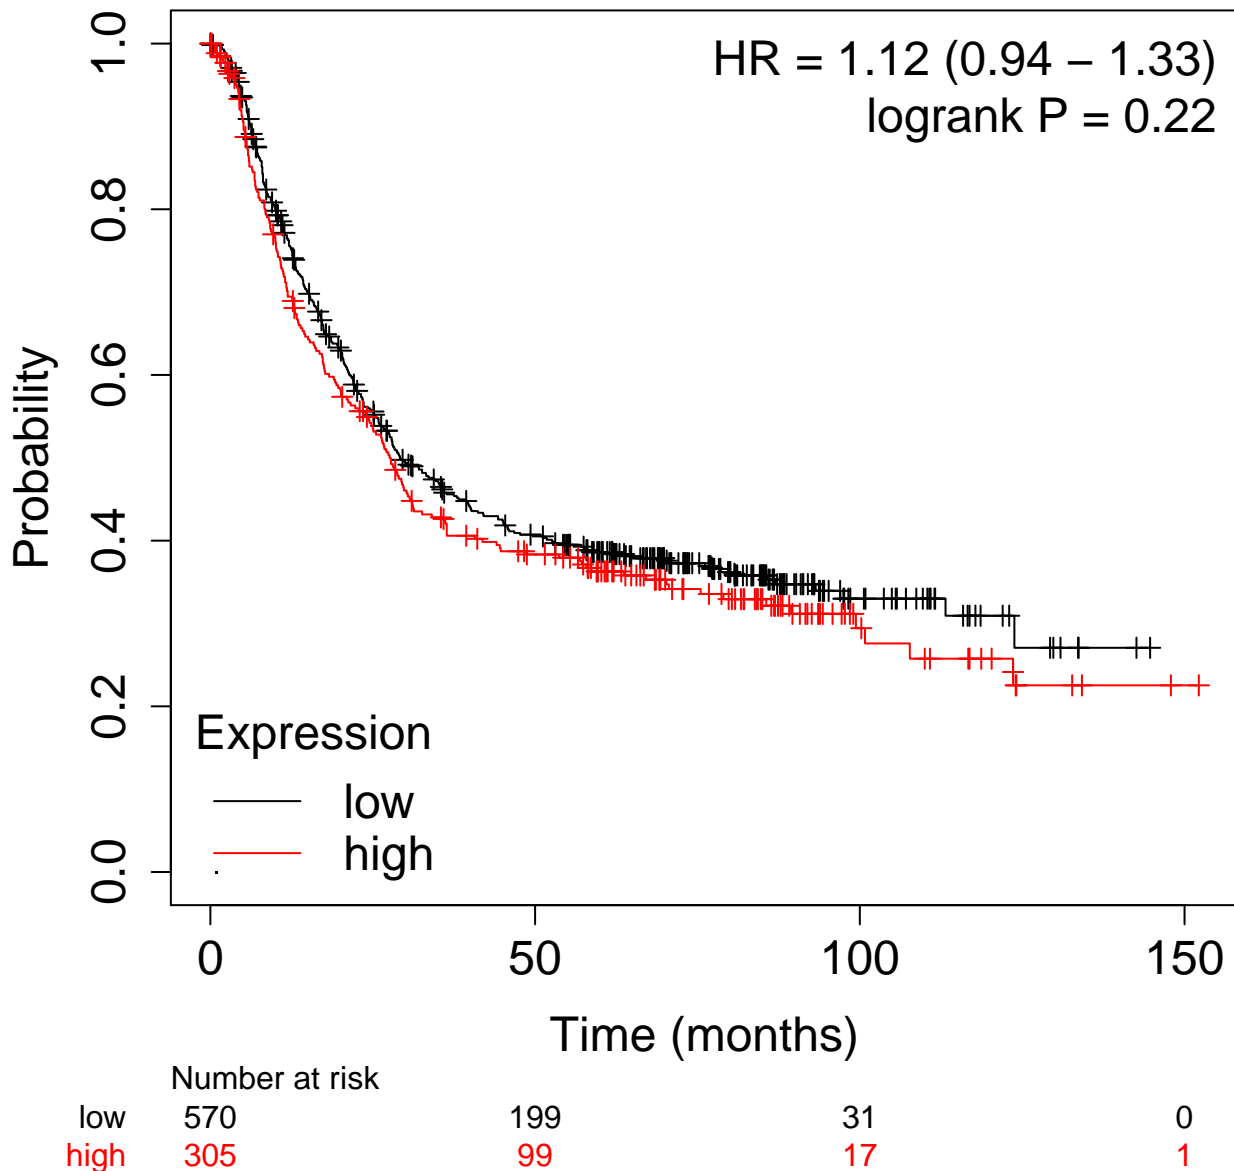 HR = 1.12 (0.94 – 1.33)
logrank P = 0.22
Probability
1.0
0.8
0.6
0.4
0.2
0.0
Expression
low
high
0 50 100 150
Time (months)
Number at risk
low 570 199 31 0
high 305 99 17 1